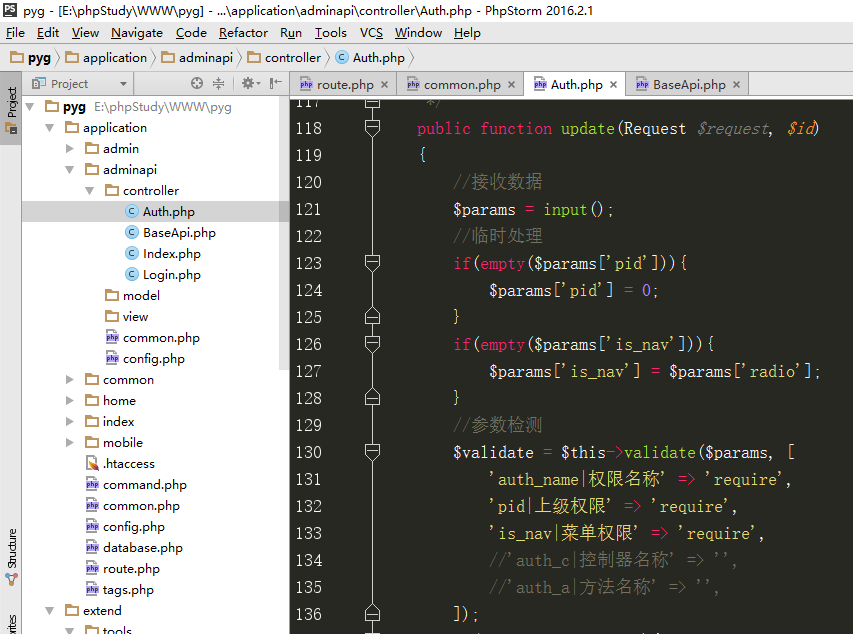 pyg - [E:\phpStudy\WWW\pyg] - ...\application\adminapi\controller\Auth.php - PhpStorm 2016.2.1
File Edit View Navigate Code Refactor Run Tools VCS Window Help
pyg application adminapi controller Auth.php
Project
Structure
Project
pyg E:\phpStudy\WWW\pyg
application
admin
adminapi
controller
Auth.php
BaseApi.php
Index.php
Login.php
model
view
common.php
config.php
common
home
index
mobile
.htaccess
command.php
common.php
config.php
database.php
route.php
tags.php
extend
tools
route.php common.php Auth.php BaseApi.php
117 */
118 public function update(Request $request, $id)
119 {
120 //接收数据
121 $params = input();
122 //临时处理
123 if(empty($params['pid'])){
124 $params['pid'] = 0;
125 }
126 if(empty($params['is_nav'])){
127 $params['is_nav'] = $params['radio'];
128 }
129 //参数检测
130 $validate = $this->validate($params, [
131 'auth_name|权限名称' => 'require',
132 'pid|上级权限' => 'require',
133 'is_nav|菜单权限' => 'require',
134 //'auth_c|控制器名称' => '',
135 //'auth_a|方法名称' => '',
136 ]);